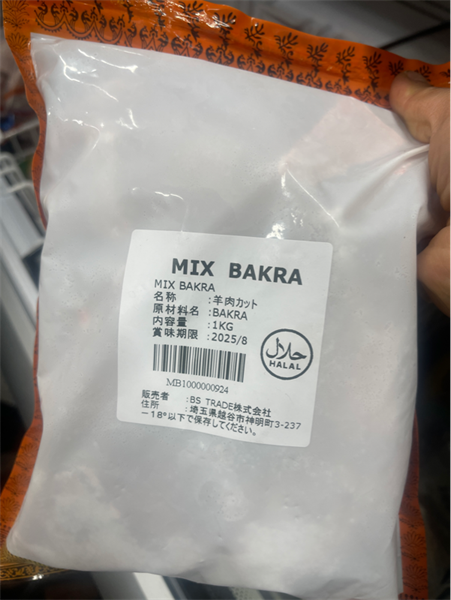 MIX BAKRA
MIX BAKRA
名称 :羊肉カット
原材料名:BAKRA
内容量 :1KG
賞味期限 :2025/8
حلال
HALAL
MB1000000924
販売者 :BS TRADE株式会社
住所 :埼玉県越谷市神明町3-237
-18°以下で保存してください。